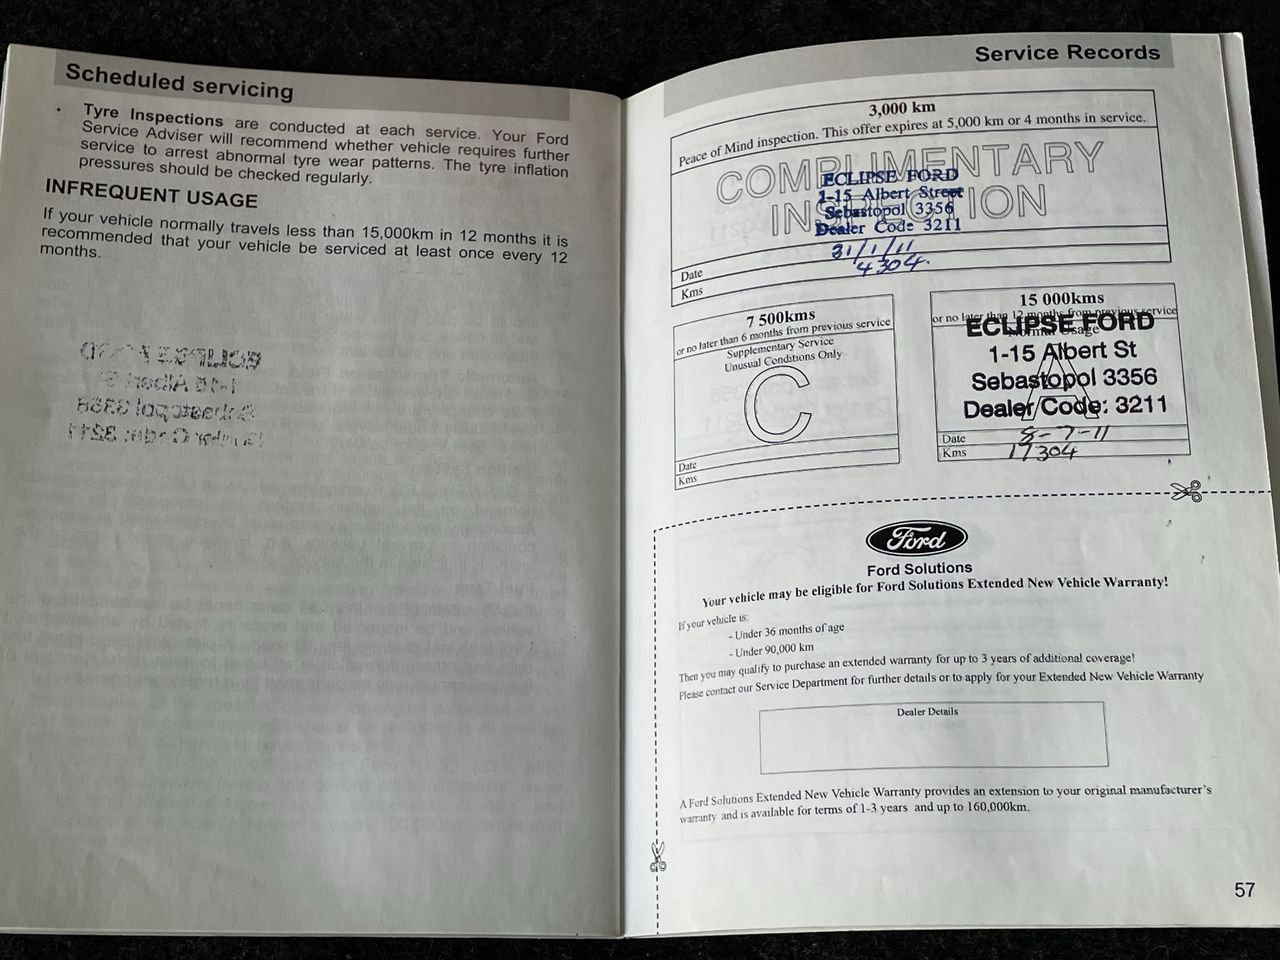 Scheduled servicing
· Tyre Inspections are conducted at each service. Your Ford
Service Adviser will recommend whether vehicle requires further
service to arrest abnormal tyre wear patterns. The tyre inflation
pressures should be checked regularly.
INFREQUENT USAGE
If your vehicle normally travels less than 15,000km in 12 months it is
recommended that your vehicle be serviced at least once every 12
months.
Service Records
3,000 km
Peace of Mind inspection. This offer expires at 5,000 km or 4 months in service.
COMPLIMENTARY
INSPECTION
ECLIPSE FORD
1-15 Albert Street
Sebastopol 3356
Dealer Code 3211
Date 31/1/11
Kms 4304.
7 500kms
or no later than 6 months from previous service
Supplementary Service
Unusual Conditions Only
C
Date
Kms
15 000kms
or no later than 12 months from previous service
Normal Usage
A
ECLIPSE FORD
1-15 Albert St
Sebastopol 3356
Dealer Code: 3211
Date 8-7-11
Kms 17304
Ford
Ford Solutions
Your vehicle may be eligible for Ford Solutions Extended New Vehicle Warranty!
If your vehicle is:
- Under 36 months of age
- Under 90,000 km
Then you may qualify to purchase an extended warranty for up to 3 years of additional coverage!
Please contact our Service Department for further details or to apply for your Extended New Vehicle Warranty
Dealer Details
A Ford Solutions Extended New Vehicle Warranty provides an extension to your original manufacturer's
warranty and is available for terms of 1-3 years and up to 160,000km.
57